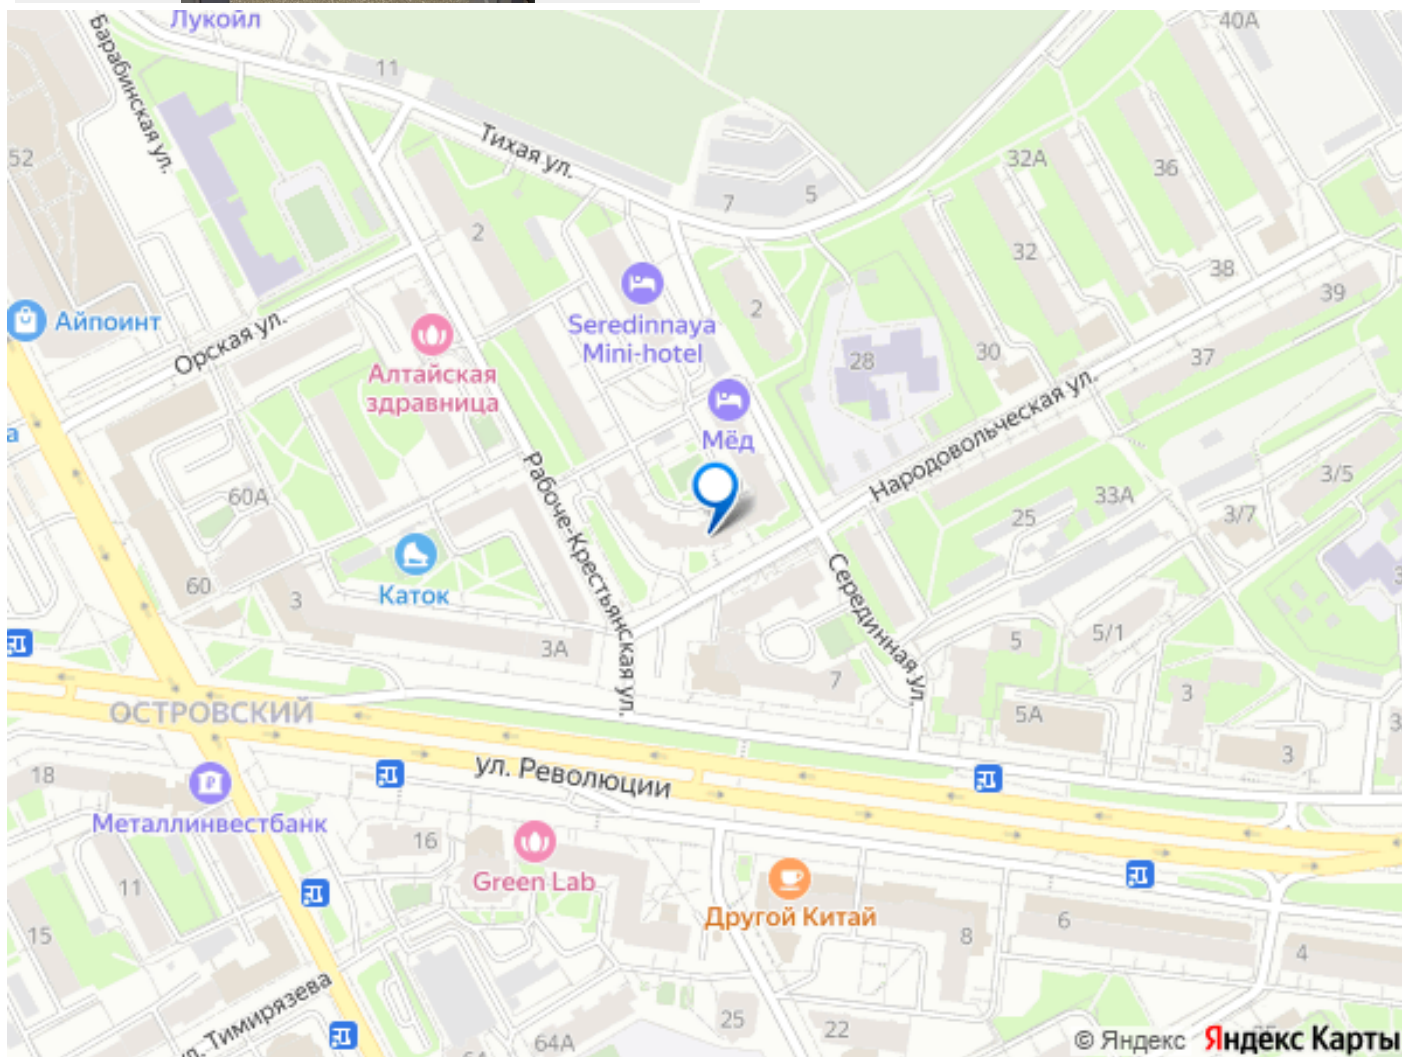 Лукойл
Барабинская ул.
40А
11
Тихая ул.
52
32А
36
7
5
2
32
38
39
Айпоинт
Орская ул.
Seredinnaya
Mini-hotel
2
28
30
37
Алтайская
здравница
Мёд
а
Рабоче-Крестьянская ул.
Народовольческая ул.
60А
25
33А
3/5
3/7
Каток
60
3
3А
Серединная ул.
5
5/1
7
3
5А
3
ОСТРОВСКИЙ
ул. Революции
18
Металлинвестбанк
16
Green Lab
11
Другой Китай
6
8
15
4
ул. Тимирязева
25
22
64А
© Яндекс Яндекс Карты